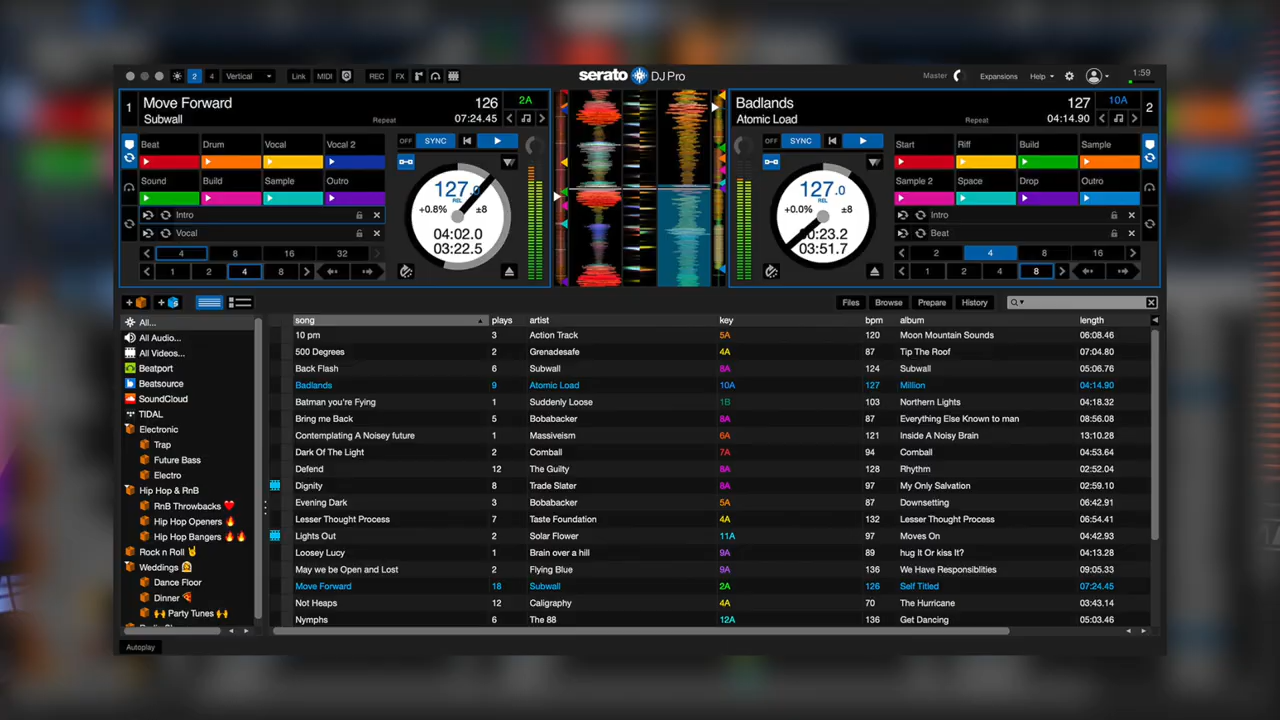 2 4 Vertical Link MIDI REC FX serato DJ Pro Master Expansions Help 1:59
1 Move Forward 126 2A
Subwall Repeat 07:24.45
Beat Drum Vocal Vocal 2
Sound Build Sample Outro
Intro
Vocal
4 8 16 32
1 2 4 8
OFF SYNC
127.0
REL
+0.8% ±8
04:02.0
03:22.5
Badlands 127 10A 2
Atomic Load Repeat 04:14.90
OFF SYNC
127.0
REL
+0.0% ±8
00:23.2
03:51.7
Start Riff Build Sample
Sample 2 Space Drop Outro
Intro
Beat
2 4 8 16
1 2 4 8
Files Browse Prepare History
All...
All Audio...
All Videos...
Beatport
Beatsource
SoundCloud
TIDAL
Electronic
Trap
Future Bass
Electro
Hip Hop & RnB
RnB Throwbacks ❤️
Hip Hop Openers 🔥
Hip Hop Bangers 🔥🔥
Rock n Roll 🤘
Weddings 👰
Dance Floor
Dinner 🍕
🙌 Party Tunes 🙌
song plays artist key bpm album length
10 pm 3 Action Track 5A 120 Moon Mountain Sounds 06:08.46
500 Degrees 2 Grenadesafe 4A 87 Tip The Roof 07:04.80
Back Flash 6 Subwall 8A 124 Subwall 05:06.76
Badlands 9 Atomic Load 10A 127 Million 04:14.90
Batman you're Fying 1 Suddenly Loose 1B 103 Northern Lights 04:18.32
Bring me Back 5 Bobabacker 8A 87 Everything Else Known to man 08:56.08
Contemplating A Noisey future 1 Massiveism 6A 121 Inside A Noisy Brain 13:10.28
Dark Of The Light 2 Comball 7A 94 Comball 04:53.64
Defend 12 The Guilty 8A 128 Rhythm 02:52.04
Dignity 8 Trade Slater 8A 97 My Only Salvation 02:59.10
Evening Dark 3 Bobabacker 5A 87 Downsetting 06:42.91
Lesser Thought Process 7 Taste Foundation 4A 132 Lesser Thought Process 06:54.41
Lights Out 2 Solar Flower 11A 97 Moves On 04:42.93
Loosey Lucy 1 Brain over a hill 9A 89 hug It Or kiss It? 04:13.28
May we be Open and Lost 2 Flying Blue 9A 136 We Have Responsiblities 09:05.33
Move Forward 18 Subwall 2A 126 Self Titled 07:24.45
Not Heaps 12 Caligraphy 4A 70 The Hurricane 03:43.14
Nymphs 6 The 88 12A 136 Get Dancing 05:03.46
Autoplay